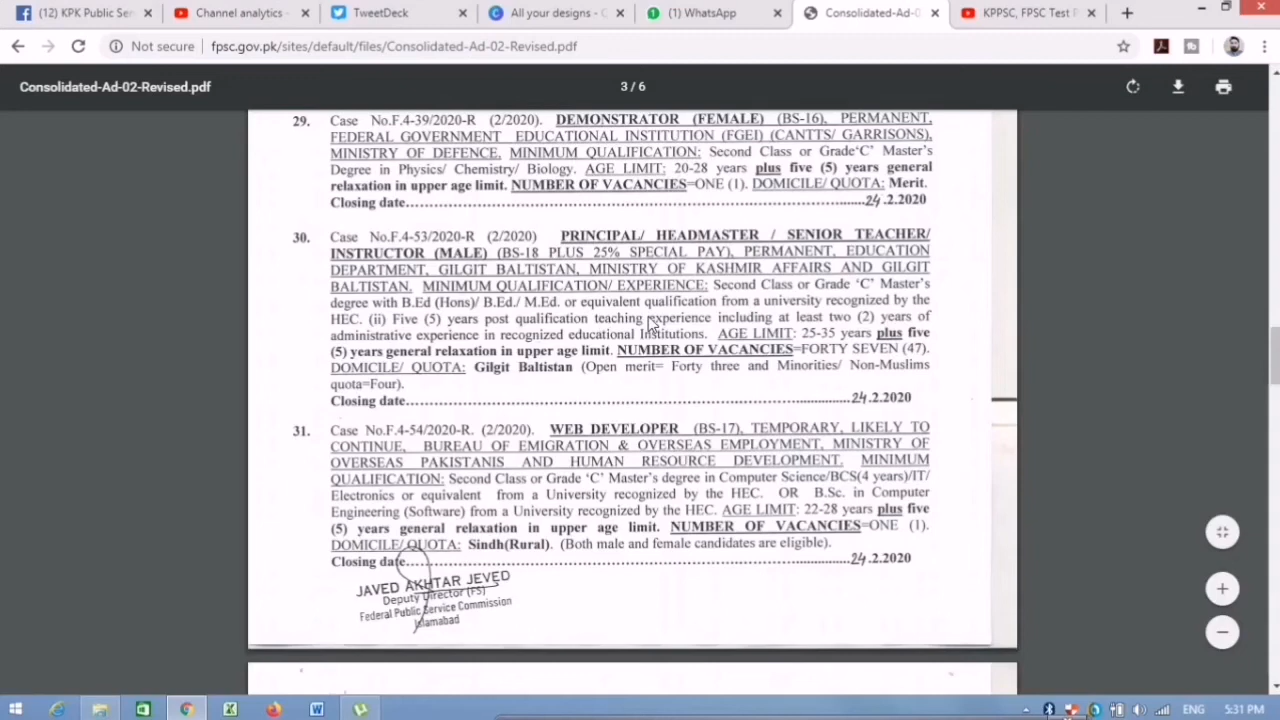 (13) KPK Public Serv
Channel analytics -
TweetDeck
All your designs - C
(1) WhatsApp
Consolidated-Ad-0
KPPSC, FPSC Test P
Not secure
fpsc.gov.pk/sites/default/files/Consolidated-Ad-02-Revised.pdf
Consolidated-Ad-02-Revised.pdf
3 / 6
29. Case No.F.4-39/2020-R (2/2020). DEMONSTRATOR (FEMALE) (BS-16), PERMANENT,
FEDERAL GOVERNMENT EDUCATIONAL INSTITUTION (FGEI) (CANTTS/ GARRISONS),
MINISTRY OF DEFENCE. MINIMUM QUALIFICATION: Second Class or Grade'C' Master's
Degree in Physics/ Chemistry/ Biology. AGE LIMIT: 20-28 years plus five (5) years general
relaxation in upper age limit. NUMBER OF VACANCIES=ONE (1). DOMICILE/ QUOTA: Merit.
Closing date......24.2.2020
30. Case No.F.4-53/2020-R (2/2020) PRINCIPAL/ HEADMASTER / SENIOR TEACHER/
INSTRUCTOR (MALE) (BS-18 PLUS 25% SPECIAL PAY), PERMANENT, EDUCATION
DEPARTMENT, GILGIT BALTISTAN, MINISTRY OF KASHMIR AFFAIRS AND GILGIT
BALTISTAN. MINIMUM QUALIFICATION/ EXPERIENCE: Second Class or Grade 'C' Master's
degree with B.Ed (Hons)/ B.Ed./ M.Ed. or equivalent qualification from a university recognized by the
HEC. (ii) Five (5) years post qualification teaching experience including at least two (2) years of
administrative experience in recognized educational Institutions. AGE LIMIT: 25-35 years plus five
(5) years general relaxation in upper age limit. NUMBER OF VACANCIES=FORTY SEVEN (47).
DOMICILE/ QUOTA: Gilgit Baltistan (Open merit= Forty three and Minorities/ Non-Muslims
quota=Four).
Closing date......24.2.2020
31. Case No.F.4-54/2020-R. (2/2020). WEB DEVELOPER (BS-17), TEMPORARY, LIKELY TO
CONTINUE, BUREAU OF EMIGRATION & OVERSEAS EMPLOYMENT, MINISTRY OF
OVERSEAS PAKISTANIS AND HUMAN RESOURCE DEVELOPMENT. MINIMUM
QUALIFICATION: Second Class or Grade 'C' Master's degree in Computer Science/BCS(4 years)/IT/
Electronics or equivalent from a University recognized by the HEC. OR B.Sc. in Computer
Engineering (Software) from a University recognized by the HEC. AGE LIMIT: 22-28 years plus five
(5) years general relaxation in upper age limit. NUMBER OF VACANCIES=ONE (1).
DOMICILE/ QUOTA: Sindh(Rural). (Both male and female candidates are eligible).
Closing date......24.2.2020
JAVED AKHTAR JEVED
Deputy Director (FS)
Federal Public Service Commission
Islamabad
ENG
5:31 PM